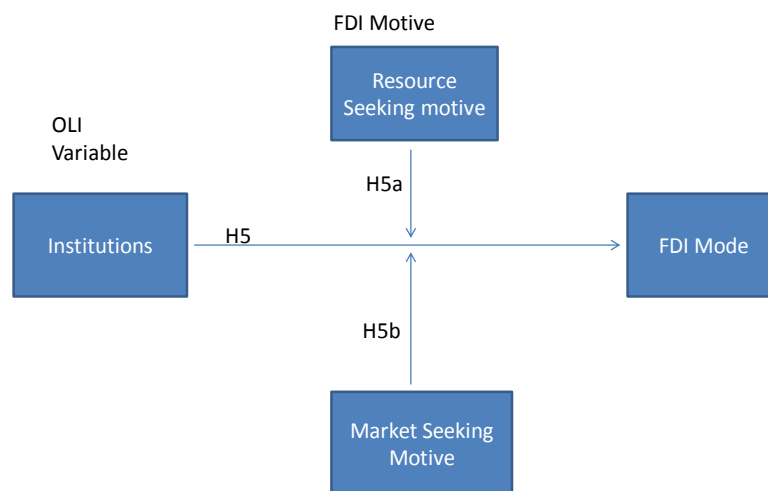 FDI Motive
Resource
Seeking motive
OLI
Variable
H5a
Institutions
H5
FDI Mode
H5b
Market Seeking
Motive